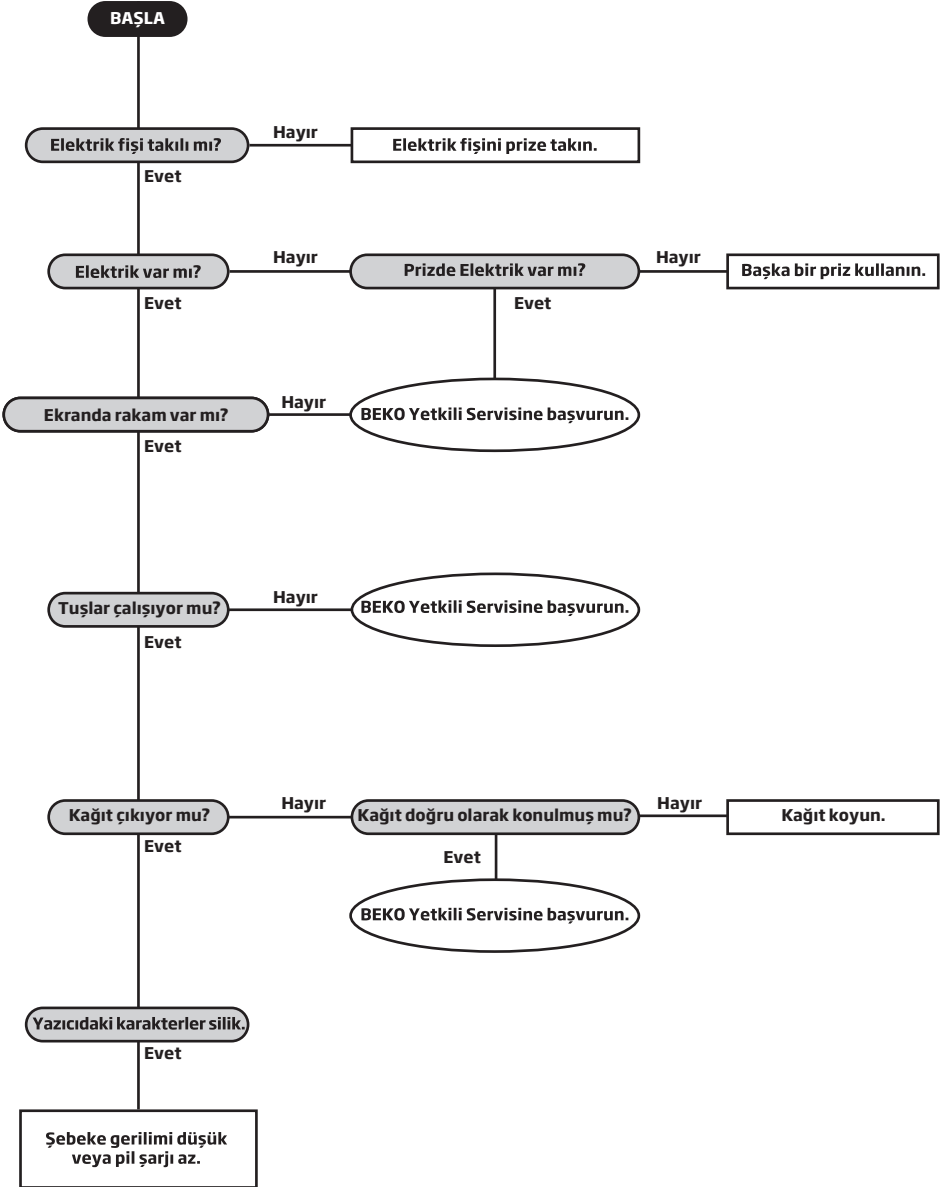 BAŞLA
Elektrik fişi takılı mı?
Hayır
Elektrik fişini prize takın.
Evet
Elektrik var mı?
Hayır
Prizde Elektrik var mı?
Hayır
Başka bir priz kullanın.
Evet
Evet
Ekranda rakam var mı?
Hayır
BEKO Yetkili Servisine başvurun.
Evet
Tuşlar çalışıyor mu?
Hayır
BEKO Yetkili Servisine başvurun.
Evet
Kağıt çıkıyor mu?
Hayır
Kağıt doğru olarak konulmuş mu?
Hayır
Kağıt koyun.
Evet
Evet
BEKO Yetkili Servisine başvurun.
Yazıcıdaki karakterler silik.
Evet
Şebeke gerilimi düşük
veya pil şarjı az.